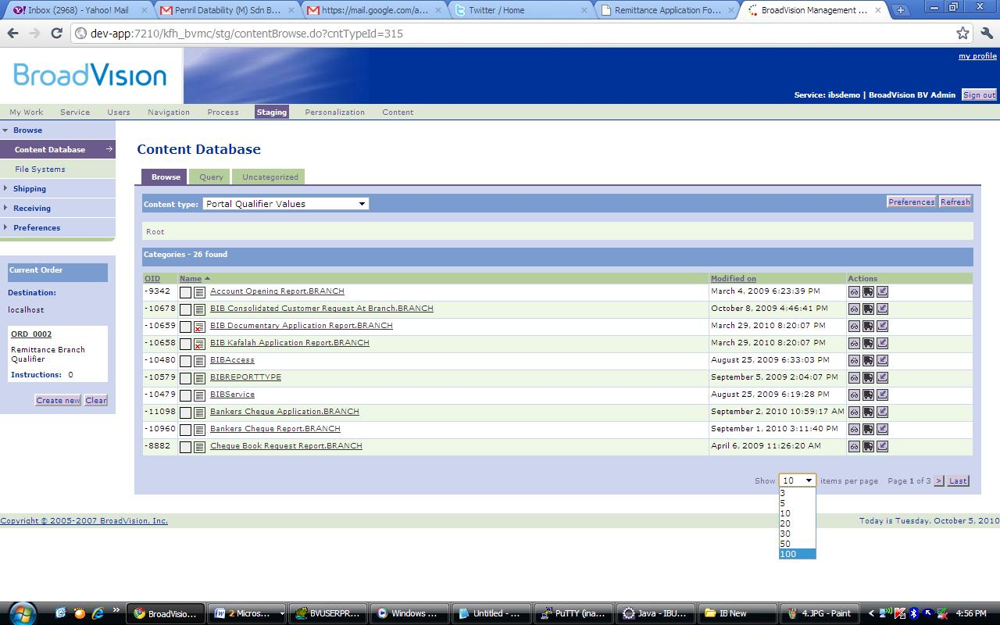 Inbox (2968) - Yahoo! Mail
Penril Datability (M) Sdn B...
https://mail.google.com/a...
Twitter / Home
Remittance Application Fo...
BroadVision Management ...
dev-app:7210/kfh_bvmc/stg/contentBrowse.do?cntTypeId=315
BroadVision
my profile
Service: ibsdemo | BroadVision BV Admin Sign out
My Work Service Users Navigation Process Staging Personalization Content
Browse
Content Database
File Systems
Shipping
Receiving
Preferences
Current Order
Destination:
localhost
ORD_0002
Remittance Branch
Qualifier
Instructions: 0
Create new Clear
Content Database
Browse Query Uncategorized
Content type: Portal Qualifier Values Preferences Refresh
Root
Categories - 26 found
OID Name Modified on Actions
-9342 Account Opening Report.BRANCH March 4, 2009 6:23:39 PM
-10678 BIB Consolidated Customer Request At Branch.BRANCH October 8, 2009 4:46:41 PM
-10659 BIB Documentary Application Report.BRANCH March 29, 2010 8:20:07 PM
-10658 BIB Kafalah Application Report.BRANCH March 29, 2010 8:20:07 PM
-10480 BIBAccess August 25, 2009 6:33:03 PM
-10579 BIBREPORTTYPE September 5, 2009 2:04:07 PM
-10479 BIBService August 25, 2009 6:19:28 PM
-11098 Bankers Cheque Application.BRANCH September 2, 2010 10:59:17 AM
-10960 Bankers Cheque Report.BRANCH September 1, 2010 3:11:40 PM
-8882 Cheque Book Request Report.BRANCH April 6, 2009 11:26:20 AM
Show 10 items per page Page 1 of 3 > Last
3
5
10
20
30
50
100
Copyright © 2005-2007 BroadVision, Inc.
Today is Tuesday, October 5, 2010
BroadVisio...
2 Micros...
BVUSERPR...
Windows ...
Untitled - ...
PuTTY (ina...
Java - IBU...
IB New
4.JPG - Paint
4:56 PM